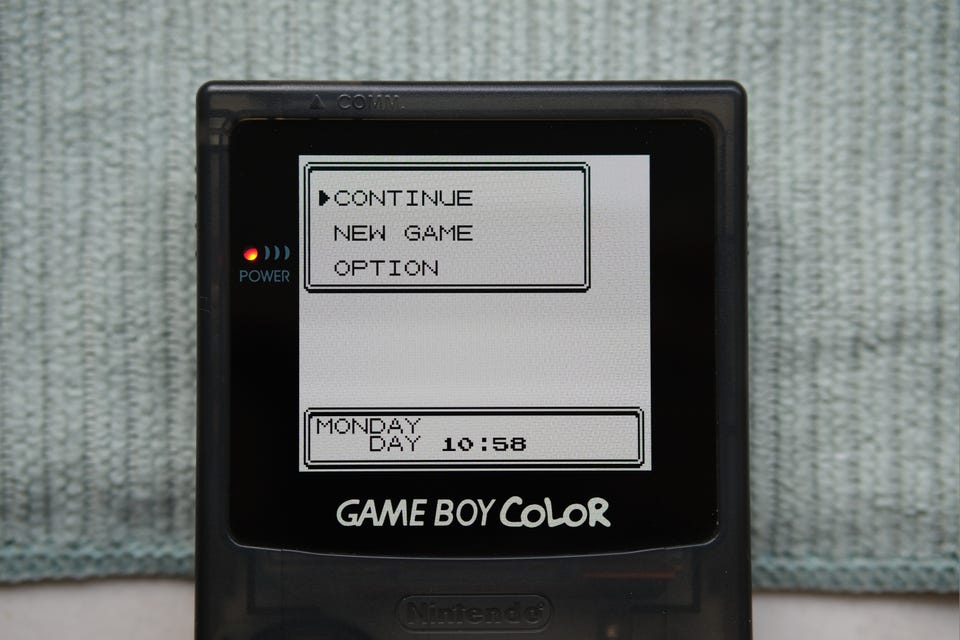 ▲ COMM.
CONTINUE
NEW GAME
OPTION
POWER
MONDAY
DAY 10:58
GAME BOY COLOR
Nintendo